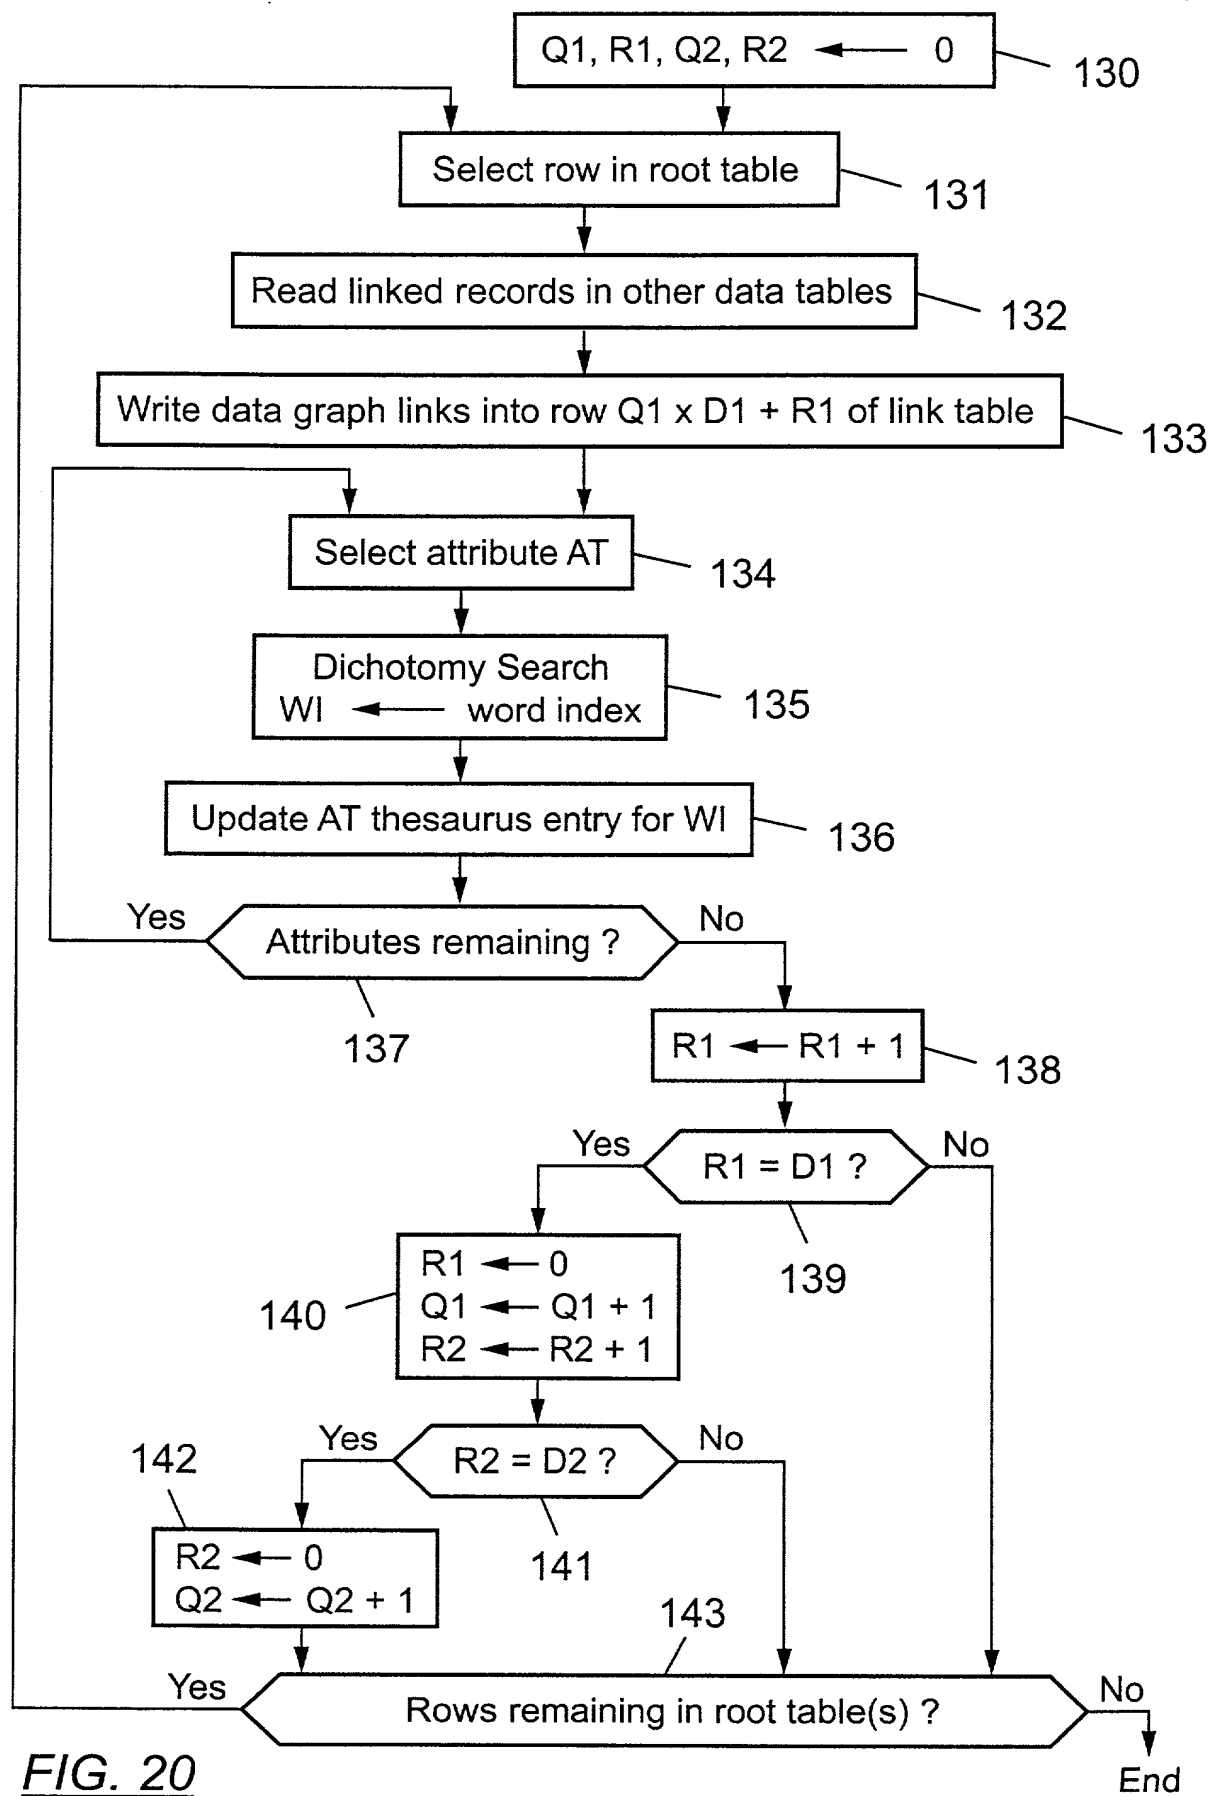 Q1, R1, Q2, R2 ← 0
130
Select row in root table
131
Read linked records in other data tables
132
Write data graph links into row Q1 x D1 + R1 of link table
133
Select attribute AT
134
Dichotomy Search
WI ← word index
135
Update AT thesaurus entry for WI
136
Yes
No
Attributes remaining ?
137
R1 ← R1 + 1
138
Yes
No
R1 = D1 ?
139
R1 ← 0
Q1 ← Q1 + 1
R2 ← R2 + 1
140
Yes
No
R2 = D2 ?
141
142
R2 ← 0
Q2 ← Q2 + 1
143
Yes
No
Rows remaining in root table(s) ?
End
FIG. 20